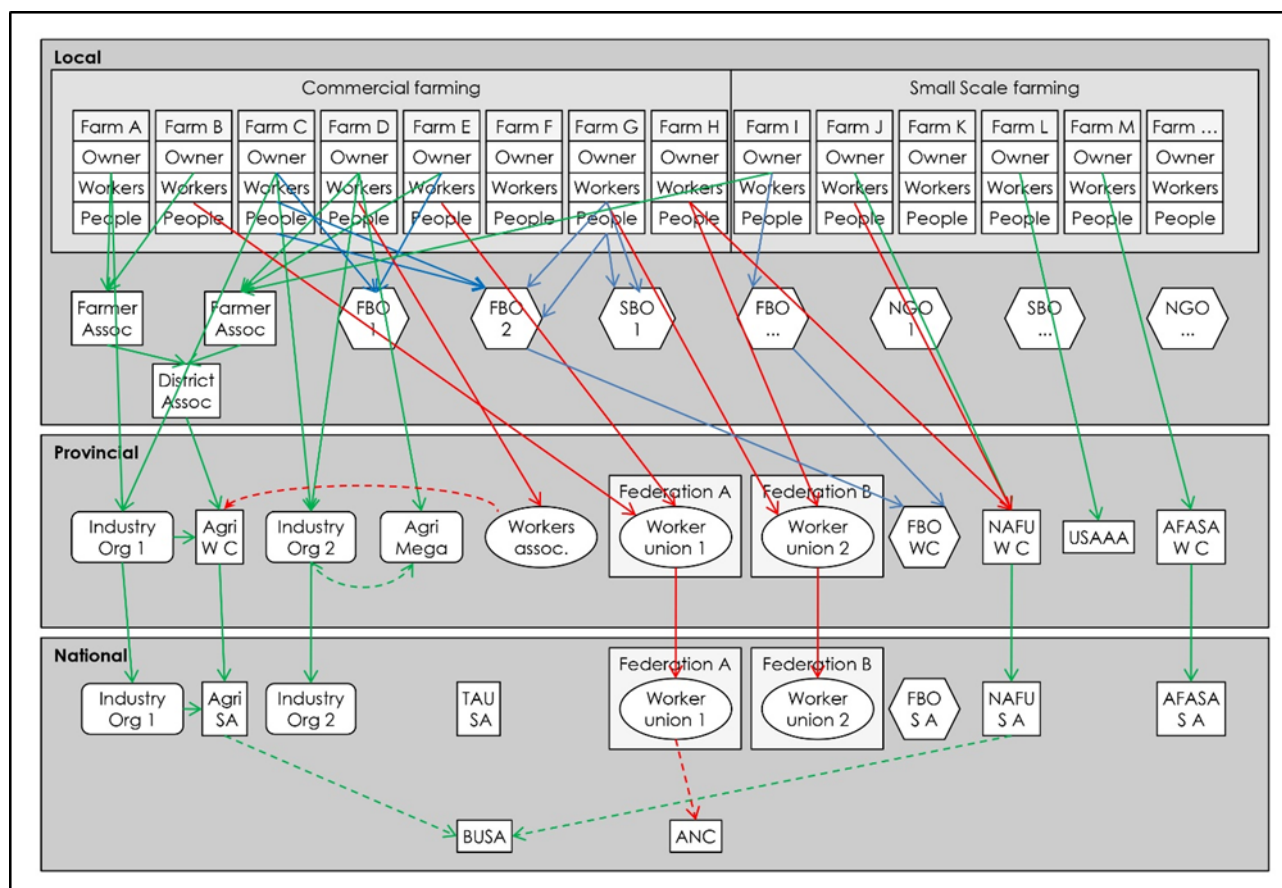 Local
Commercial farming
Small Scale farming
Farm A Farm B Farm C Farm D Farm E Farm F Farm G Farm H Farm I Farm J Farm K Farm L Farm M Farm ...
Owner Owner Owner Owner Owner Owner Owner Owner Owner Owner Owner Owner Owner Owner
Workers Workers Workers Workers Workers Workers Workers Workers Workers Workers Workers Workers Workers Workers
People People People People People People People People People People People People People People
Farmer
Assoc
Farmer
Assoc
FBO
1
FBO
2
SBO
1
FBO
...
NGO
1
SBO
...
NGO
...
District
Assoc
Provincial
Industry
Org 1
Agri
W C
Industry
Org 2
Agri
Mega
Workers
assoc.
Federation A
Worker
union 1
Federation B
Worker
union 2
FBO
WC
NAFU
W C
USAAA
AFASA
W C
National
Industry
Org 1
Agri
SA
Industry
Org 2
TAU
SA
Federation A
Worker
union 1
Federation B
Worker
union 2
FBO
S A
NAFU
S A
AFASA
S A
BUSA
ANC